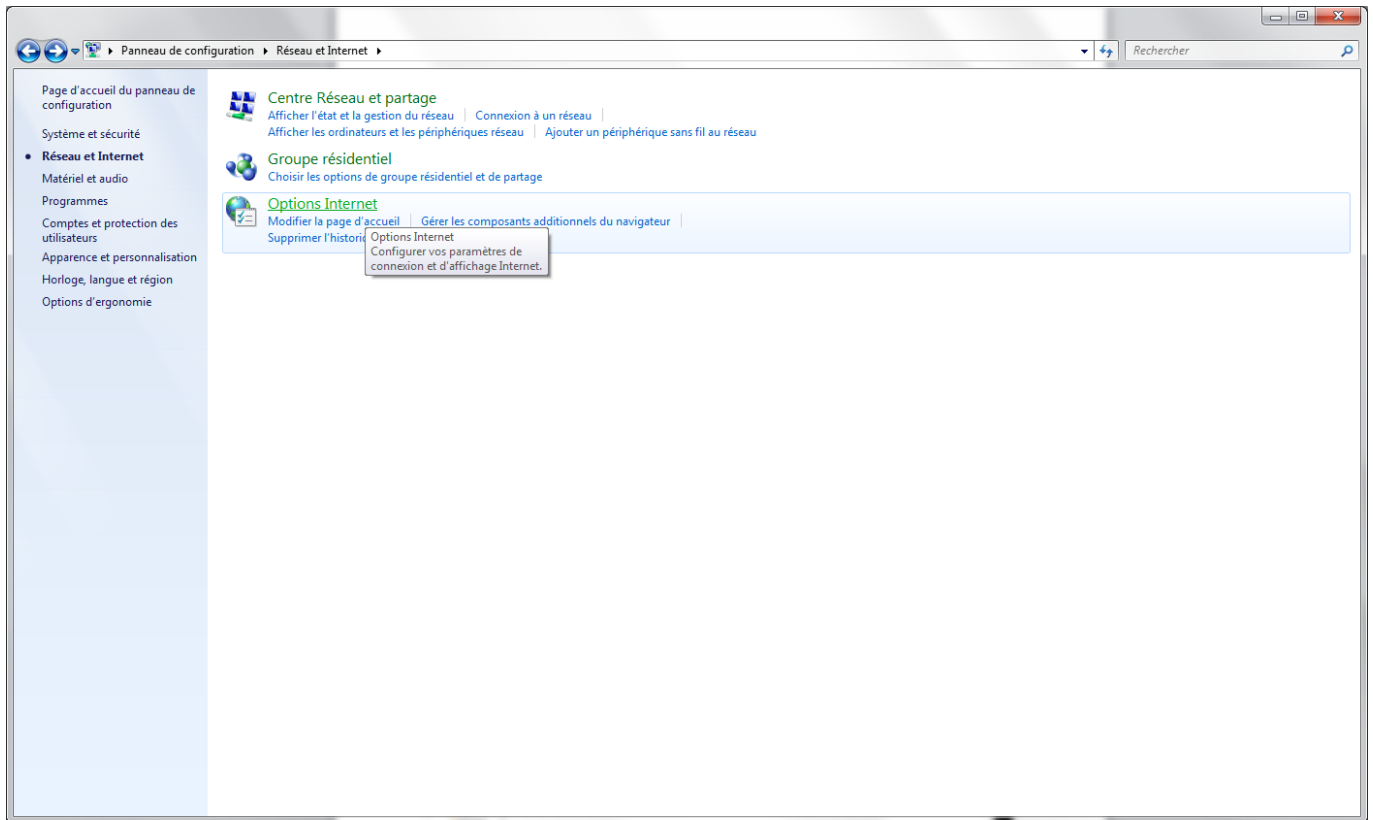 Panneau de configuration ▸ Réseau et Internet ▸
Rechercher
Page d'accueil du panneau de
configuration
Système et sécurité
Réseau et Internet
Matériel et audio
Programmes
Comptes et protection des
utilisateurs
Apparence et personnalisation
Horloge, langue et région
Options d'ergonomie
Centre Réseau et partage
Afficher l'état et la gestion du réseau
Connexion à un réseau
Afficher les ordinateurs et les périphériques réseau
Ajouter un périphérique sans fil au réseau
Groupe résidentiel
Choisir les options de groupe résidentiel et de partage
Options Internet
Modifier la page d'accueil
Gérer les composants additionnels du navigateur
Supprimer l'histori
Options Internet
Configurer vos paramètres de
connexion et d'affichage Internet.